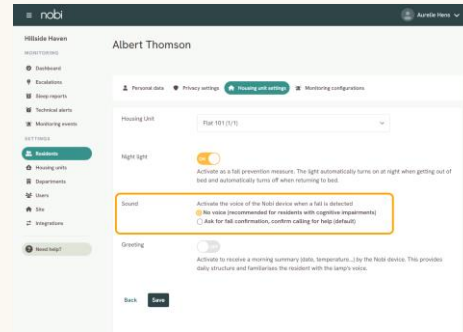 nobi
Aurelie Hens
Hillside Haven
Albert Thomson
MONITORING
Dashboard
Escalations
Sleep reports
Technical alerts
Monitoring events
SETTINGS
Residents
Housing units
Departments
Users
Site
Integrations
Need help?
Personal data
Privacy settings
Housing unit settings
Monitoring configurations
Housing Unit
Flat 101 (1/1)
Night light
ON
Activate as a fall prevention measure. The light automatically turns on at night when getting out of
bed and automatically turns off when returning to bed.
Sound
Activate the voice of the Nobi device when a fall is detected
No voice (recommended for residents with cognitive impairments)
Ask for fall confirmation, confirm calling for help (default)
Greeting
OFF
Activate to receive a morning summary (date, temperature...) by the Nobi device. This provides
daily structure and familiarises the resident with the lamp's voice.
Back
Save